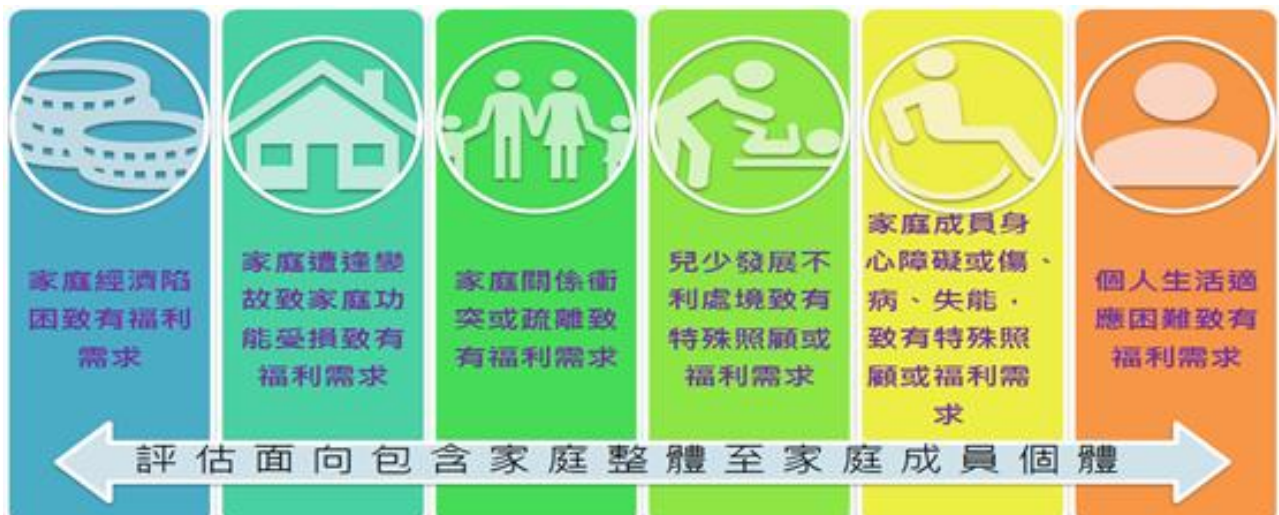 家庭經濟陷
困致有福利
需求
家庭遭逢變
故致家庭功
能受損致有
福利需求
家庭關係衝
突或疏離致
有福利需求
兒少發展不
利處境致有
特殊照顧或
福利需求
家庭成員身
心障礙或傷、
病、失能，
致有特殊照
顧或福利需
求
個人生活適
應困難致有
福利需求
評估面向包含家庭整體至家庭成員個體